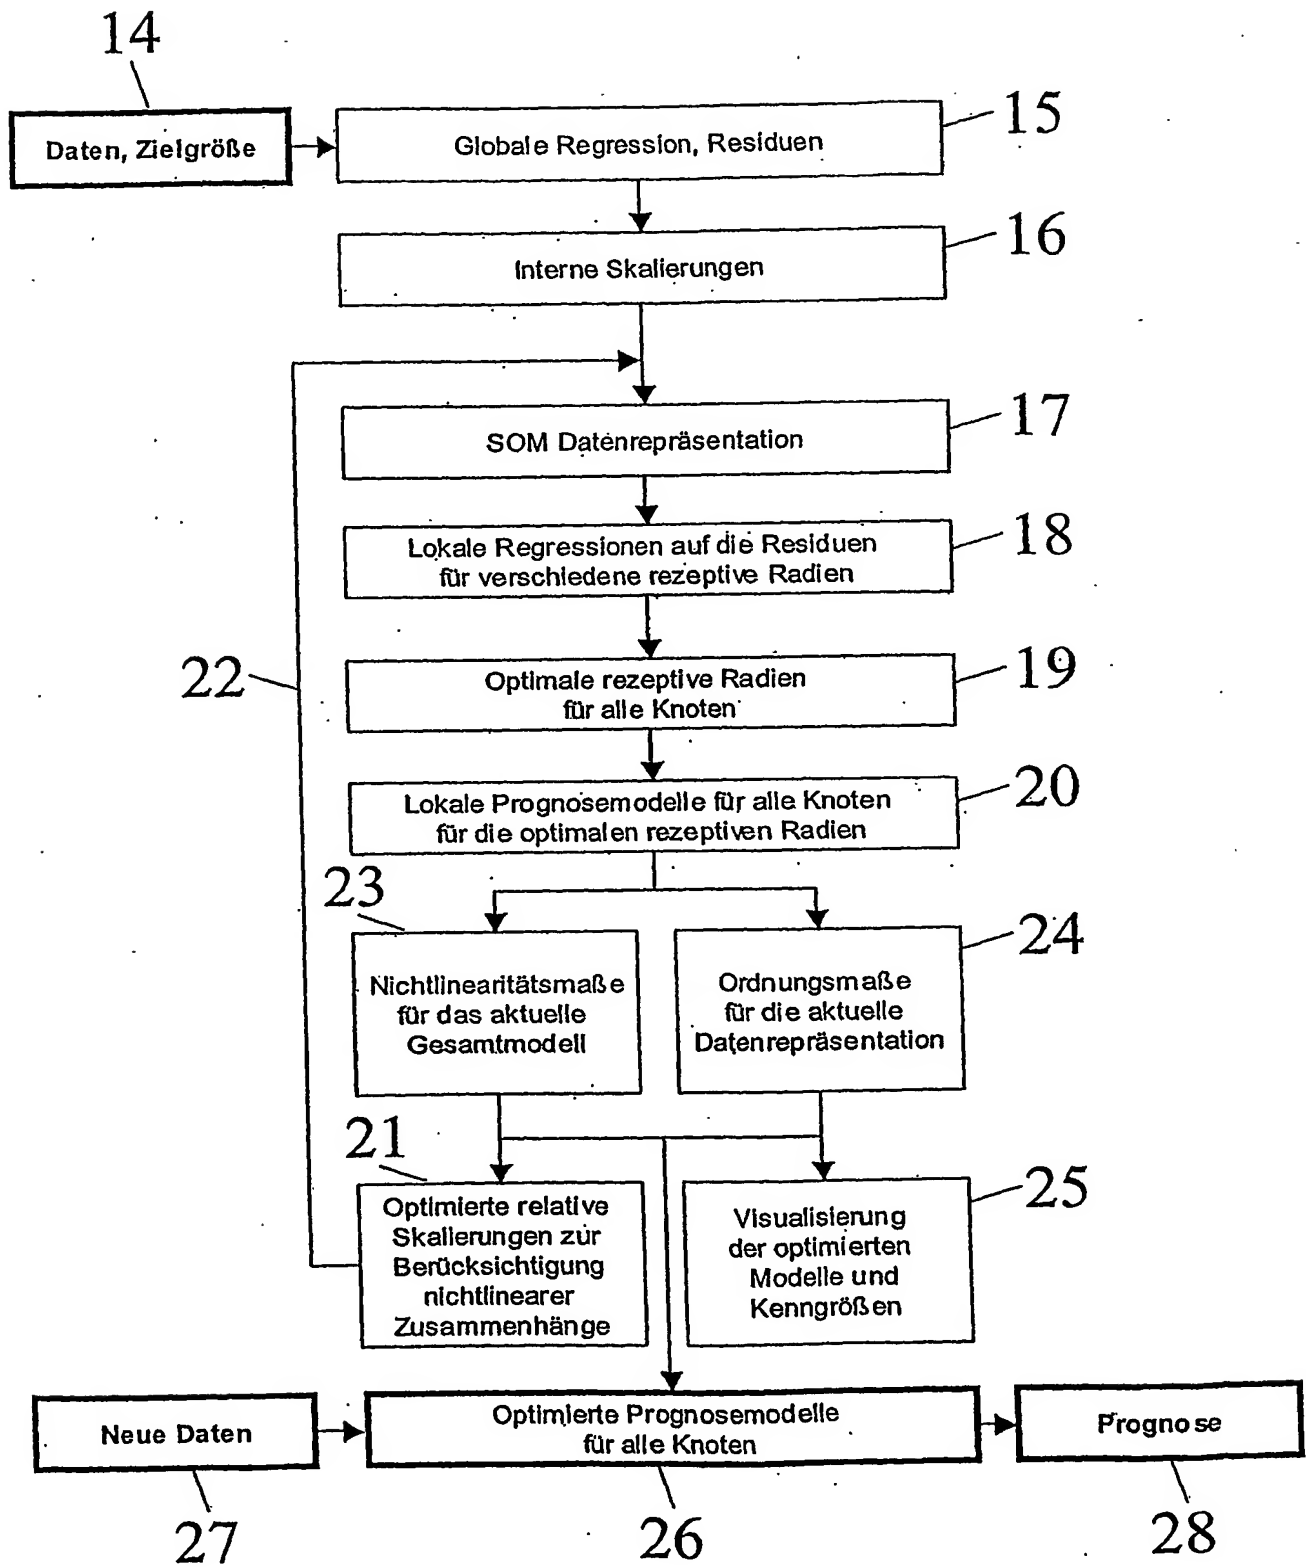 14
Daten, Zielgröße
Globale Regression, Residuen
15
Interne Skalierungen
16
SOM Datenrepräsentation
17
Lokale Regressionen auf die Residuen
für verschiedene rezeptive Radien
18
22
Optimale rezeptive Radien
für alle Knoten
19
Lokale Prognosemodelle für alle Knoten
für die optimalen rezeptiven Radien
20
23
Nichtlinearitätsmaße
für das aktuelle
Gesamtmodell
Ordnungsmaße
für die aktuelle
Datenrepräsentation
24
21
Optimierte relative
Skalierungen zur
Berücksichtigung
nichtlinearer
Zusammenhänge
Visualisierung
der optimierten
Modelle und
Kenngrößen
25
Neue Daten
Optimierte Prognosemodelle
für alle Knoten
Prognose
27
26
28